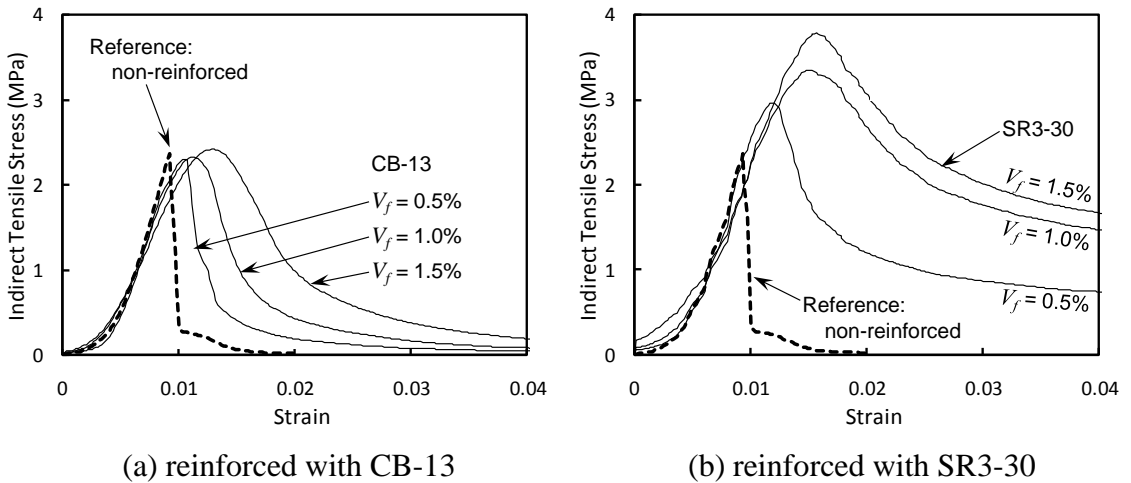 4
3
2
1
0
0
0.01
0.02
0.03
0.04
Indirect Tensile Stress (MPa)
Strain
Reference:
non-reinforced
CB-13
V_f = 0.5%
V_f = 1.0%
V_f = 1.5%
(a) reinforced with CB-13
4
3
2
1
0
0
0.01
0.02
0.03
0.04
Indirect Tensile Stress (MPa)
Strain
SR3-30
V_f = 1.5%
V_f = 1.0%
V_f = 0.5%
Reference:
non-reinforced
(b) reinforced with SR3-30